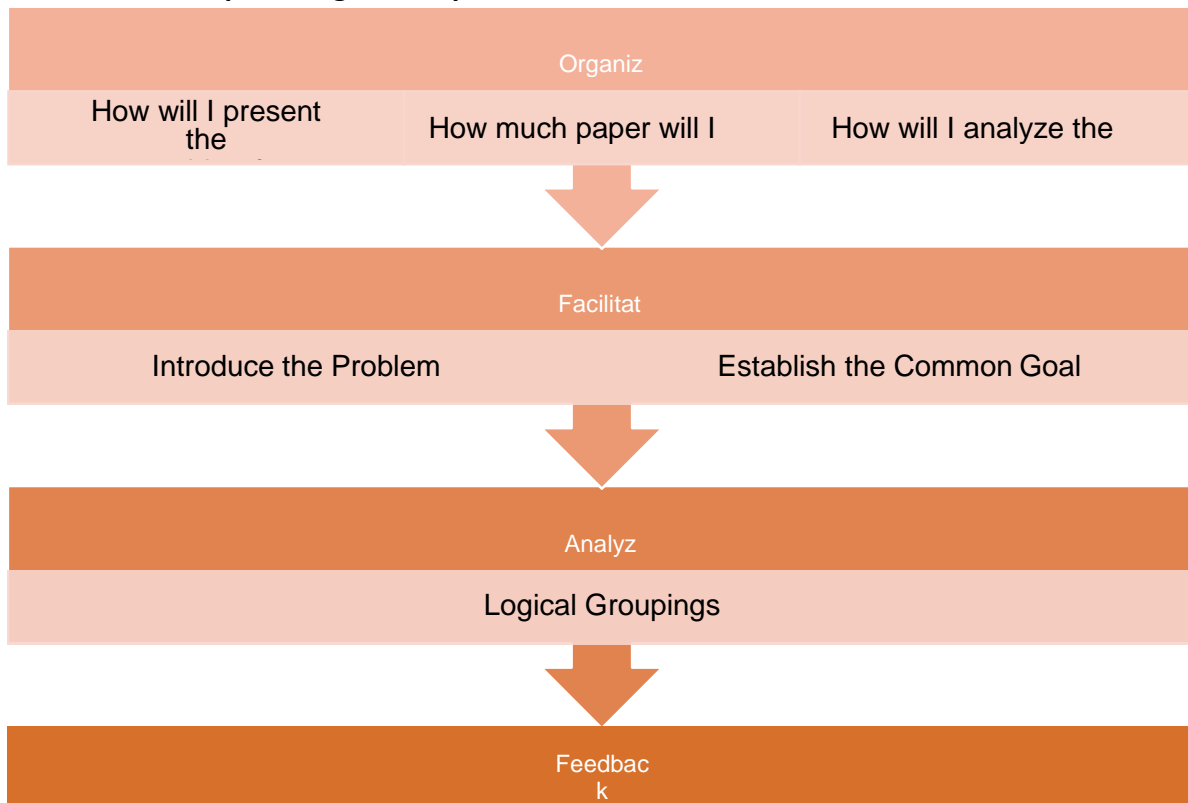 Organiz
How will I present
the
How much paper will I
How will I analyze the
Facilitat
Introduce the Problem
Establish the Common Goal
Analyz
Logical Groupings
Feedbac
k